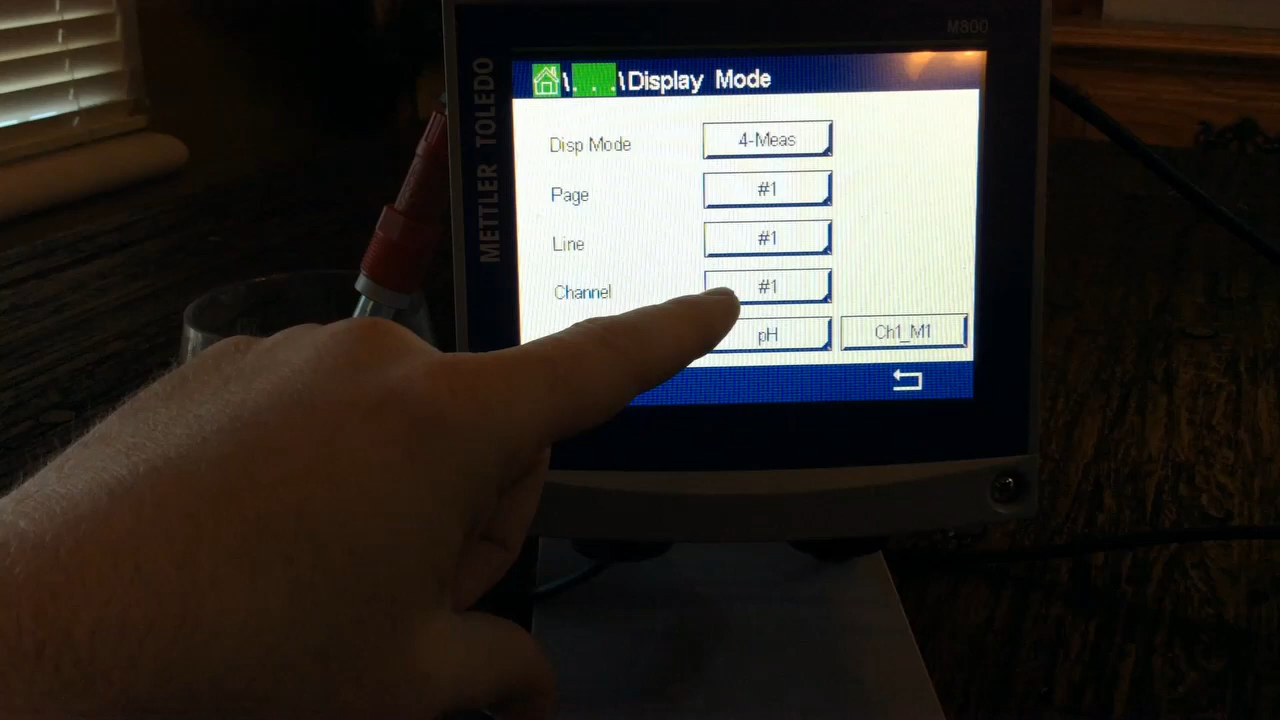 M800
METTLER TOLEDO
\. . .\Display Mode
Disp Mode 4-Meas
Page #1
Line #1
Channel #1
pH Ch1_M1